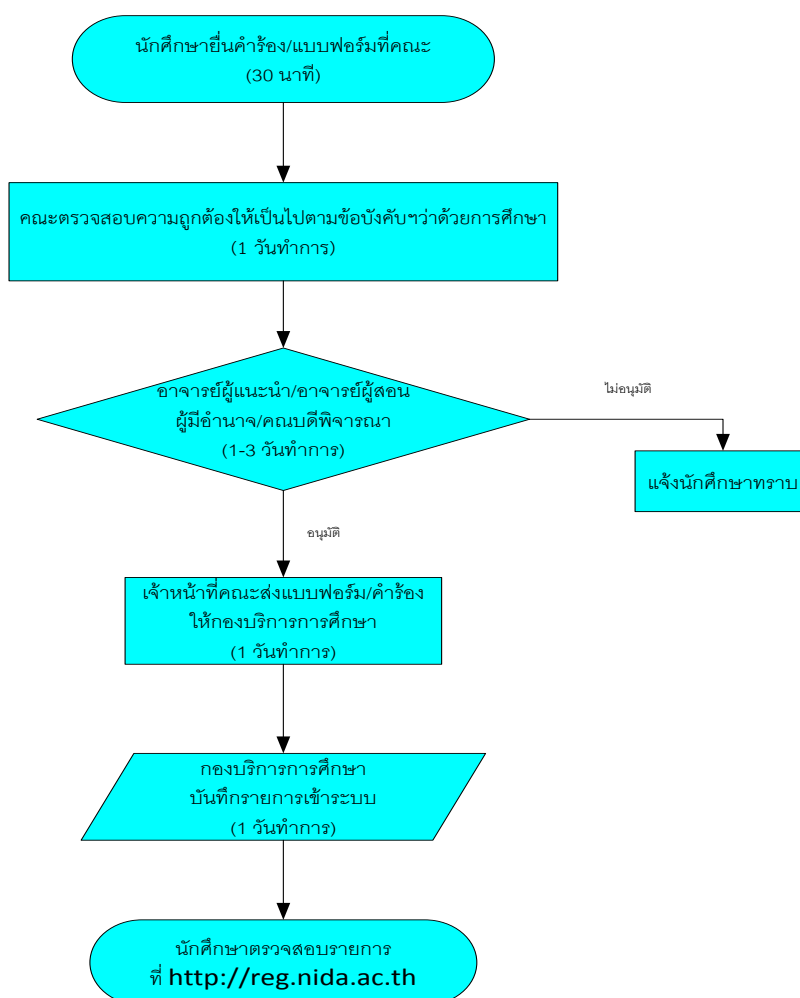 นักศึกษายื่นคำร้อง/แบบฟอร์มที่คณะ
(30 นาที)
คณะตรวจสอบความถูกต้องให้เป็นไปตามข้อบังคับฯว่าด้วยการศึกษา
(1 วันทำการ)
อาจารย์ผู้แนะนำ/อาจารย์ผู้สอน
ผู้มีอำนาจ/คณบดีพิจารณา
(1-3 วันทำการ)
ไม่อนุมัติ
แจ้งนักศึกษาทราบ
อนุมัติ
เจ้าหน้าที่คณะส่งแบบฟอร์ม/คำร้อง
ให้กองบริการการศึกษา
(1 วันทำการ)
กองบริการการศึกษา
บันทึกรายการเข้าระบบ
(1 วันทำการ)
นักศึกษาตรวจสอบรายการ
ที่ http://reg.nida.ac.th